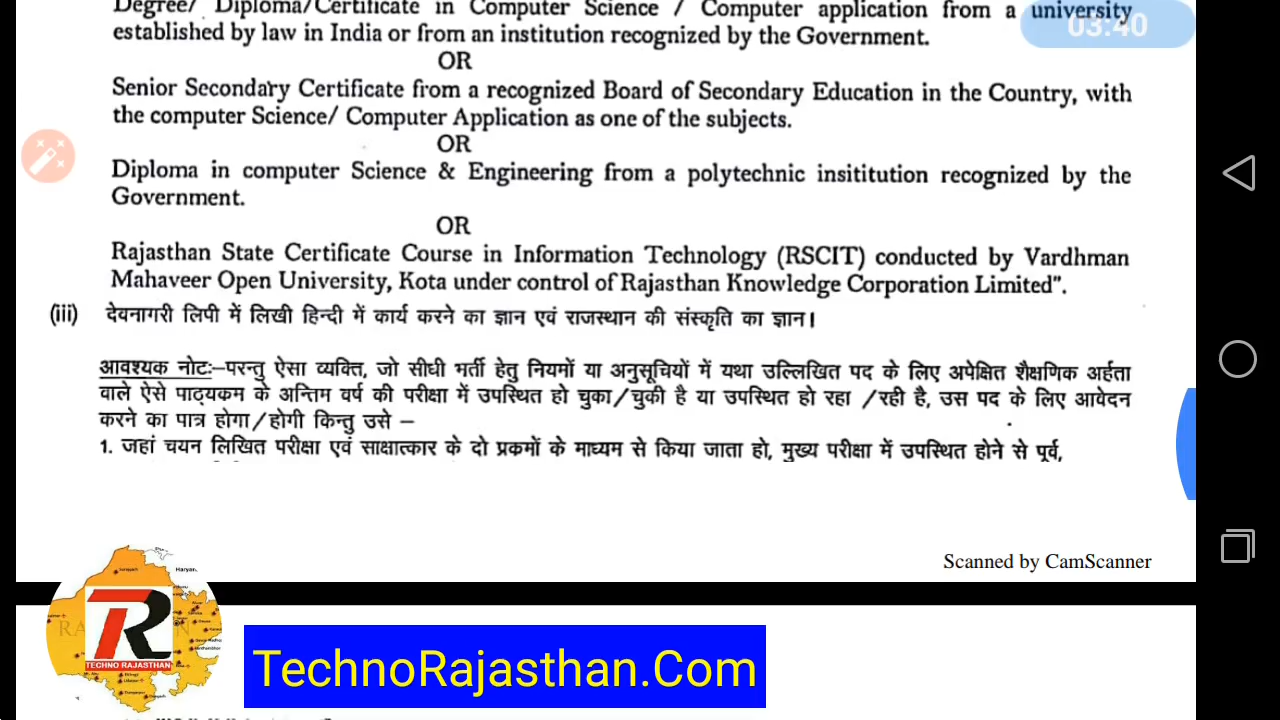 Degree/ Diploma/Certificate in Computer Science / Computer application from a university
established by law in India or from an institution recognized by the Government.
OR
Senior Secondary Certificate from a recognized Board of Secondary Education in the Country, with
the computer Science/ Computer Application as one of the subjects.
OR
Diploma in computer Science & Engineering from a polytechnic insititution recognized by the
Government.
OR
Rajasthan State Certificate Course in Information Technology (RSCIT) conducted by Vardhman
Mahaveer Open University, Kota under control of Rajasthan Knowledge Corporation Limited".
(iii) देवनागरी लिपी में लिखी हिन्दी में कार्य करने का ज्ञान एवं राजस्थान की संस्कृति का ज्ञान।
आवश्यक नोटः–परन्तु ऐसा व्यक्ति, जो सीधी भर्ती हेतु नियमों या अनुसूचियों में यथा उल्लिखित पद के लिए अपेक्षित शैक्षणिक अर्हता
वाले ऐसे पाठ्यकम के अन्तिम वर्ष की परीक्षा में उपस्थित हो चुका/चुकी है या उपस्थित हो रहा /रही है, उस पद के लिए आवेदन
करने का पात्र होगा/होगी किन्तु उसे –
1. जहां चयन लिखित परीक्षा एवं साक्षात्कार के दो प्रकमों के माध्यम से किया जाता हो, मुख्य परीक्षा में उपस्थित होने से पूर्व,
03:40
Scanned by CamScanner
TR
TECHNO RAJASTHAN
TechnoRajasthan.Com